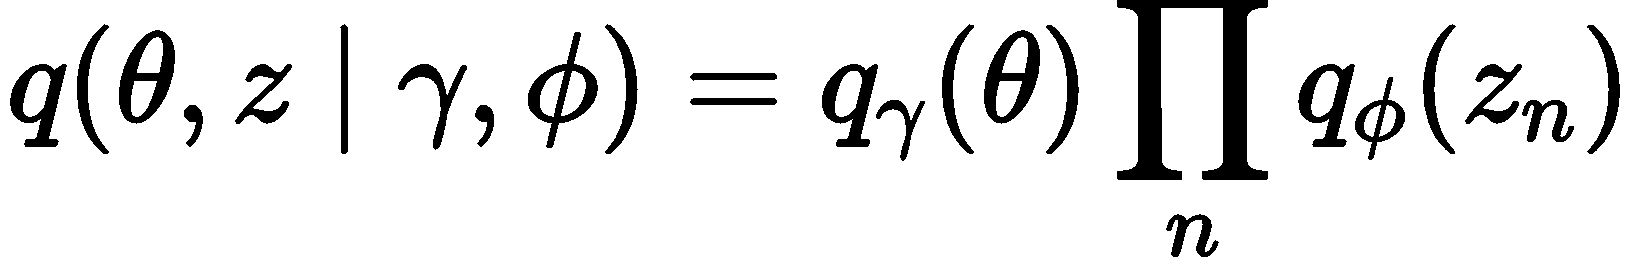 q(θ, z | γ, ϕ) = q_γ(θ) ∏_n q_ϕ(z_n)